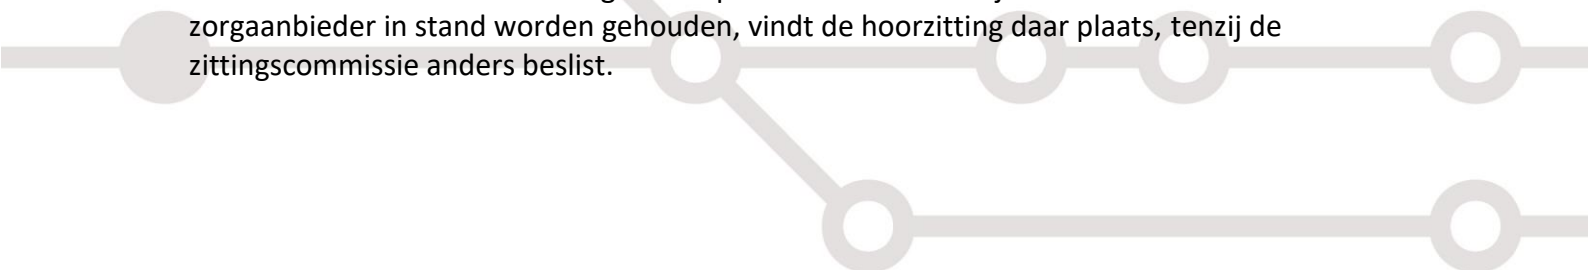 zorgaanbieder in stand worden gehouden, vindt de hoorzitting daar plaats, tenzij de
zittingscommissie anders beslist.